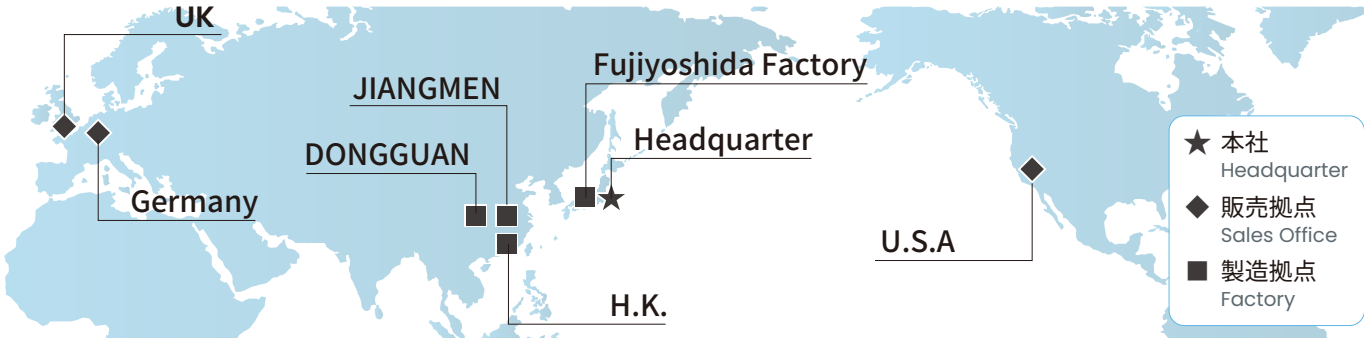 UK
Fujiyoshida Factory
JIANGMEN
Headquarter
DONGGUAN
Germany
U.S.A
H.K.
本社
Headquarter
販売拠点
Sales Office
製造拠点
Factory